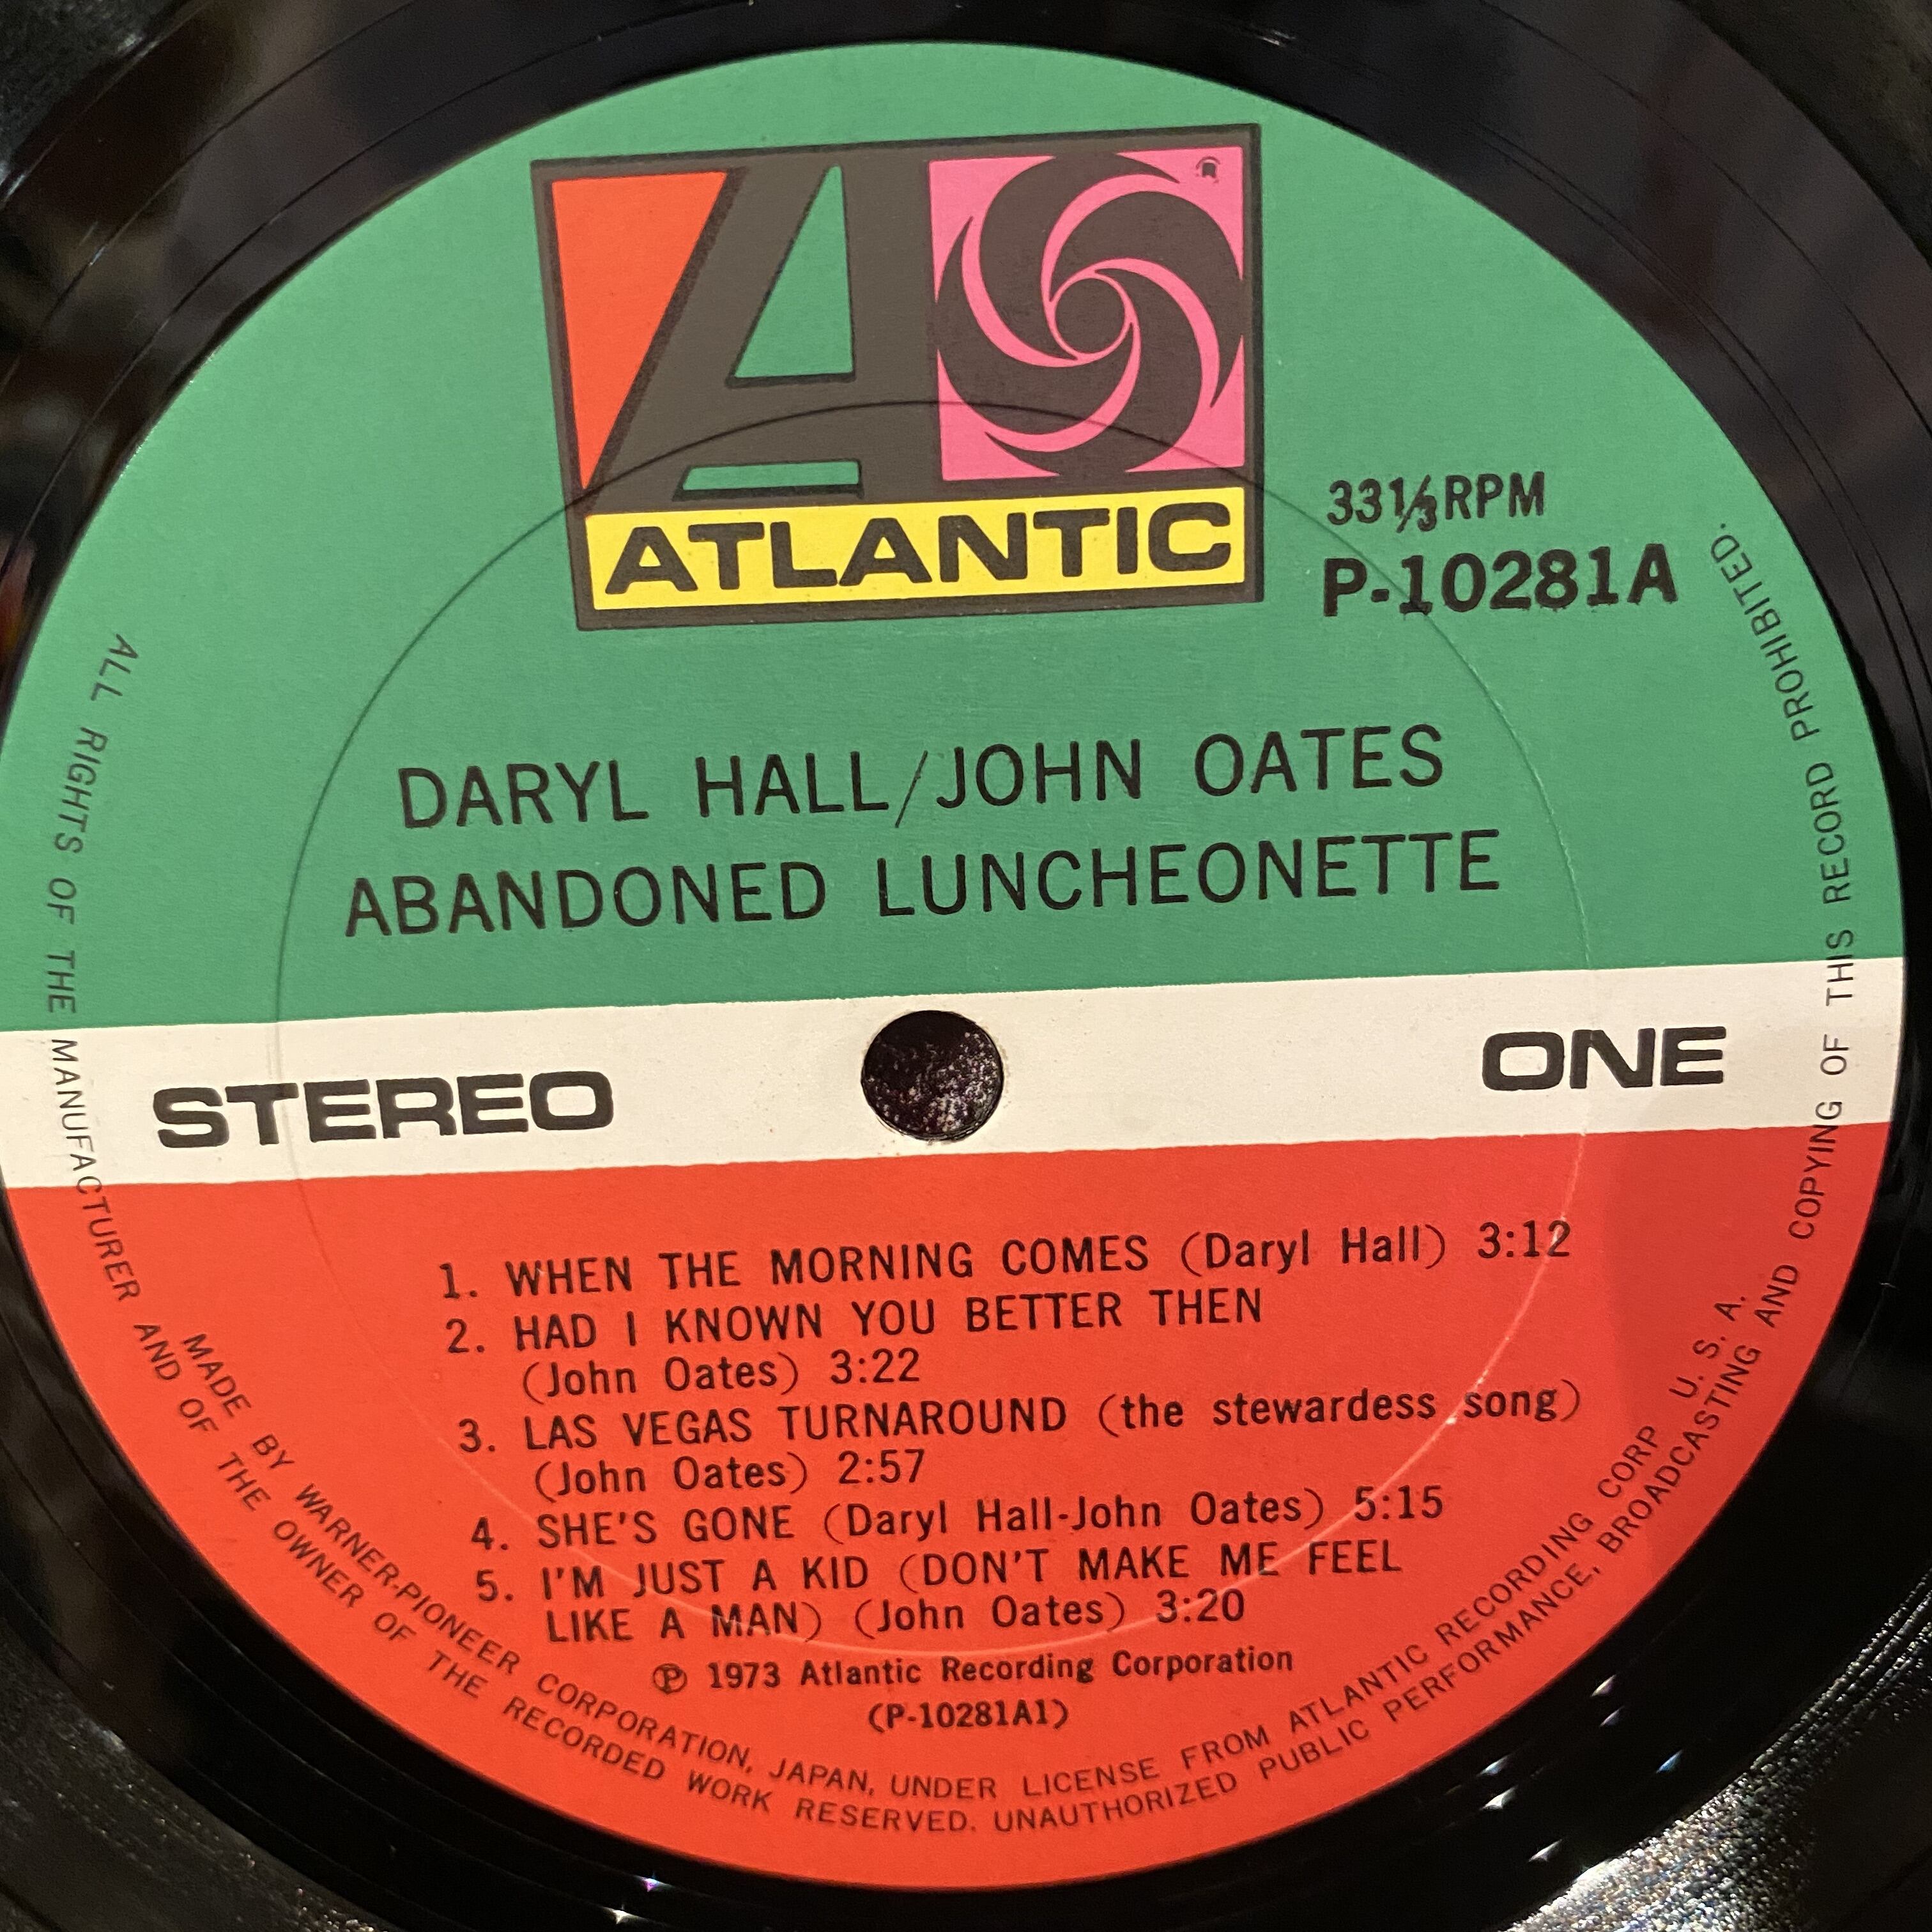 ATLANTIC
33⅓RPM
P-10281A
DARYL HALL/JOHN OATES
ABANDONED LUNCHEONETTE
STEREO
ONE
1. WHEN THE MORNING COMES (Daryl Hall) 3:12
2. HAD I KNOWN YOU BETTER THEN
(John Oates) 3:22
3. LAS VEGAS TURNAROUND (the stewardess song)
(John Oates) 2:57
4. SHE'S GONE (Daryl Hall-John Oates) 5:15
5. I'M JUST A KID (DON'T MAKE ME FEEL
LIKE A MAN) (John Oates) 3:20
℗ 1973 Atlantic Recording Corporation
(P-10281A1)
MADE BY WARNER-PIONEER CORPORATION, JAPAN, UNDER LICENSE FROM ATLANTIC RECORDING CORP U. S. A.
ALL RIGHTS OF THE MANUFACTURER AND OF THE OWNER OF THE RECORDED WORK RESERVED. UNAUTHORIZED PUBLIC PERFORMANCE, BROADCASTING AND COPYING OF THIS RECORD PROHIBITED.